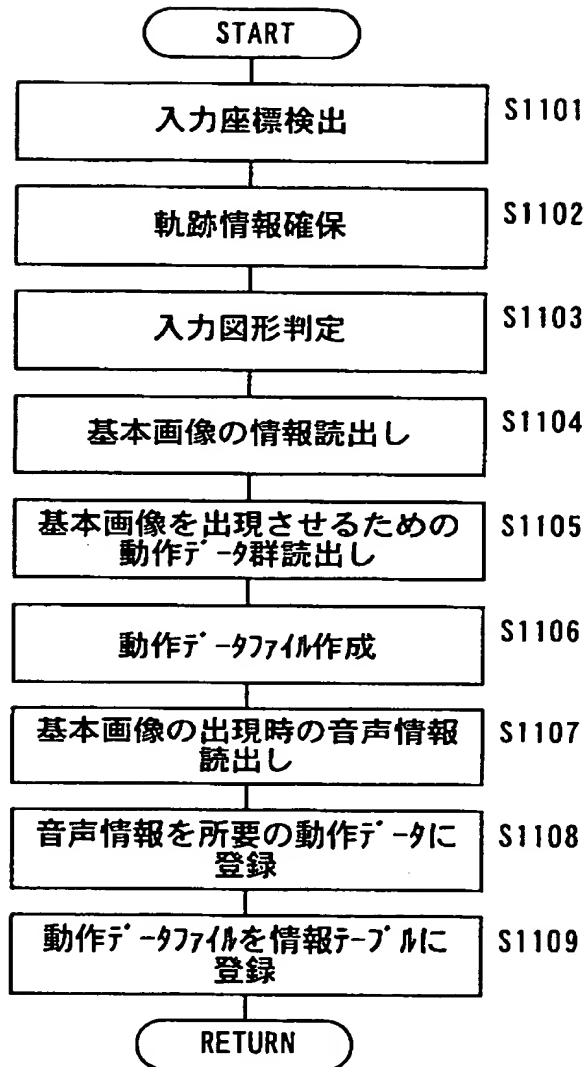 START
入力座標検出
S1101
軌跡情報確保
S1102
入力図形判定
S1103
基本画像の情報読出し
S1104
基本画像を出現させるための
動作ﾃﾞｰﾀ群読出し
S1105
動作ﾃﾞｰﾀﾌｧｲﾙ作成
S1106
基本画像の出現時の音声情報
読出し
S1107
音声情報を所要の動作ﾃﾞｰﾀに
登録
S1108
動作ﾃﾞｰﾀﾌｧｲﾙを情報ﾃｰﾌﾞﾙに
登録
S1109
RETURN